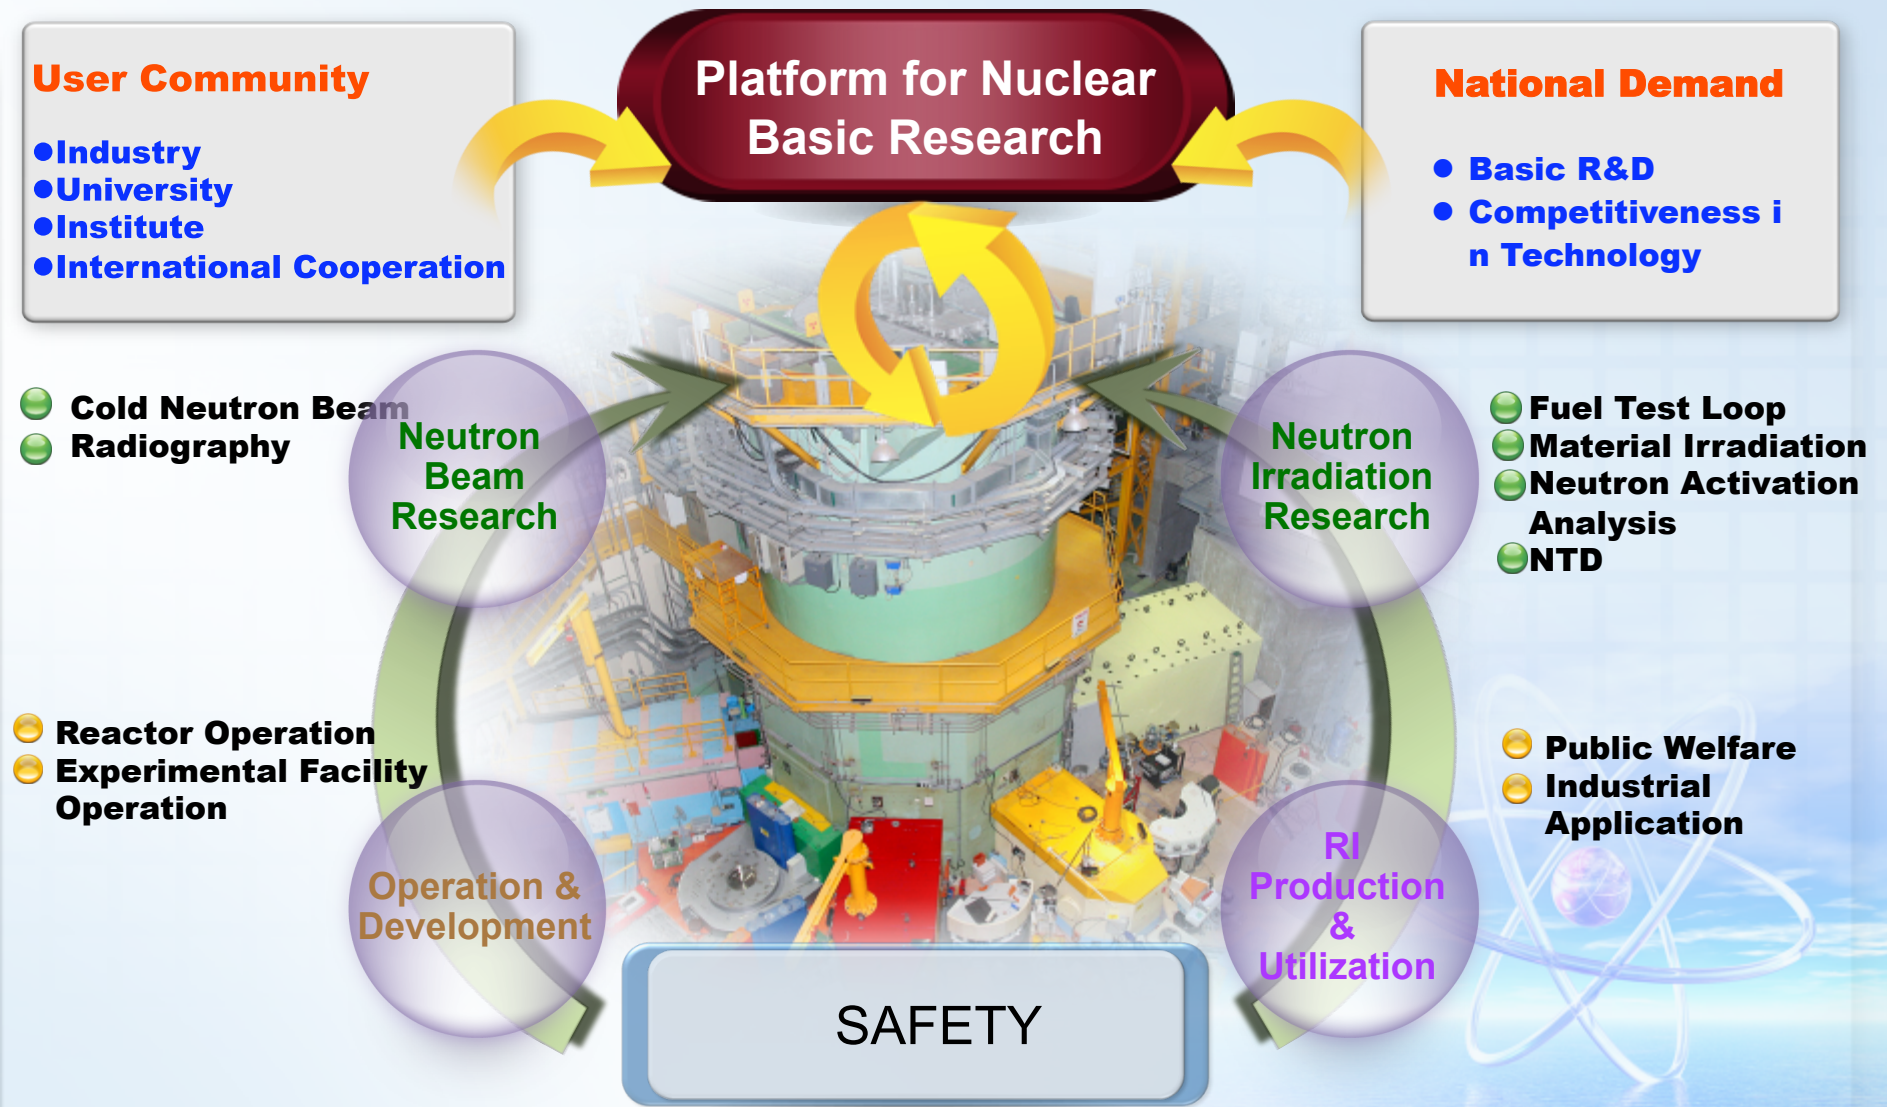 Platform for Nuclear
Basic Research
User Community
●Industry
●University
●Institute
●International Cooperation
National Demand
● Basic R&D
● Competitiveness i
n Technology
Cold Neutron Beam
Radiography
Neutron
Beam
Research
Neutron
Irradiation
Research
Fuel Test Loop
Material Irradiation
Neutron Activation
Analysis
NTD
Reactor Operation
Experimental Facility
Operation
Operation &
Development
RI
Production
&
Utilization
Public Welfare
Industrial
Application
SAFETY